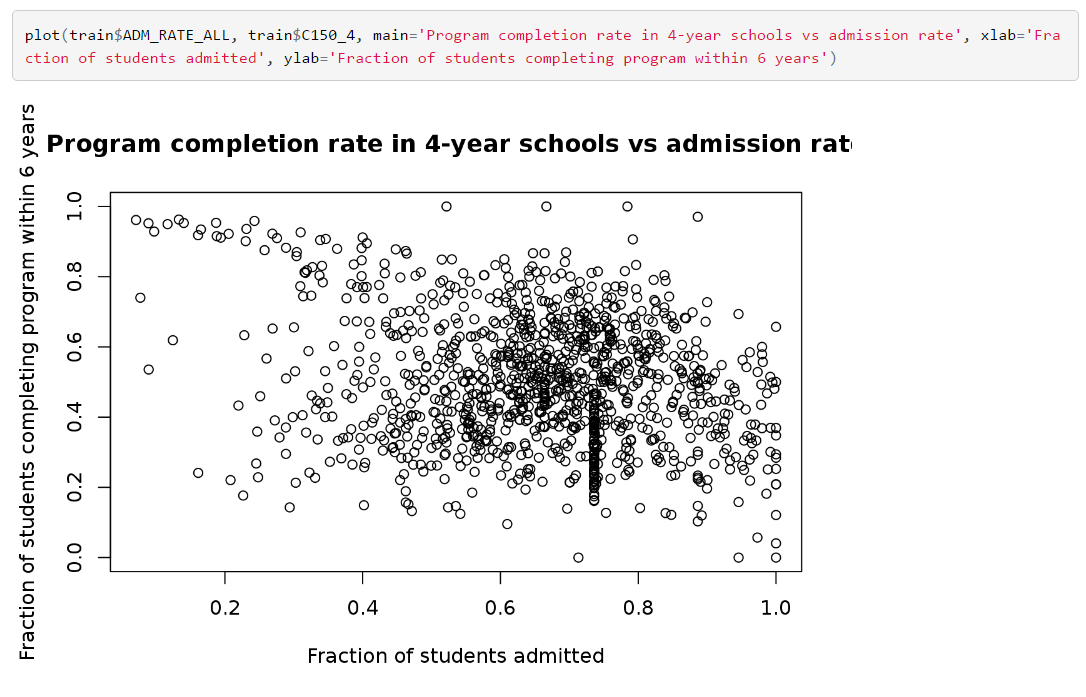 plot(train$ADM_RATE_ALL, train$C150_4, main='Program completion rate in 4-year schools vs admission rate', xlab='Fra
ction of students admitted', ylab='Fraction of students completing program within 6 years')
Program completion rate in 4-year schools vs admission rat
Fraction of students completing program within 6 years
1.0
0.8
0.6
0.4
0.2
0.0
0.2 0.4 0.6 0.8 1.0
Fraction of students admitted